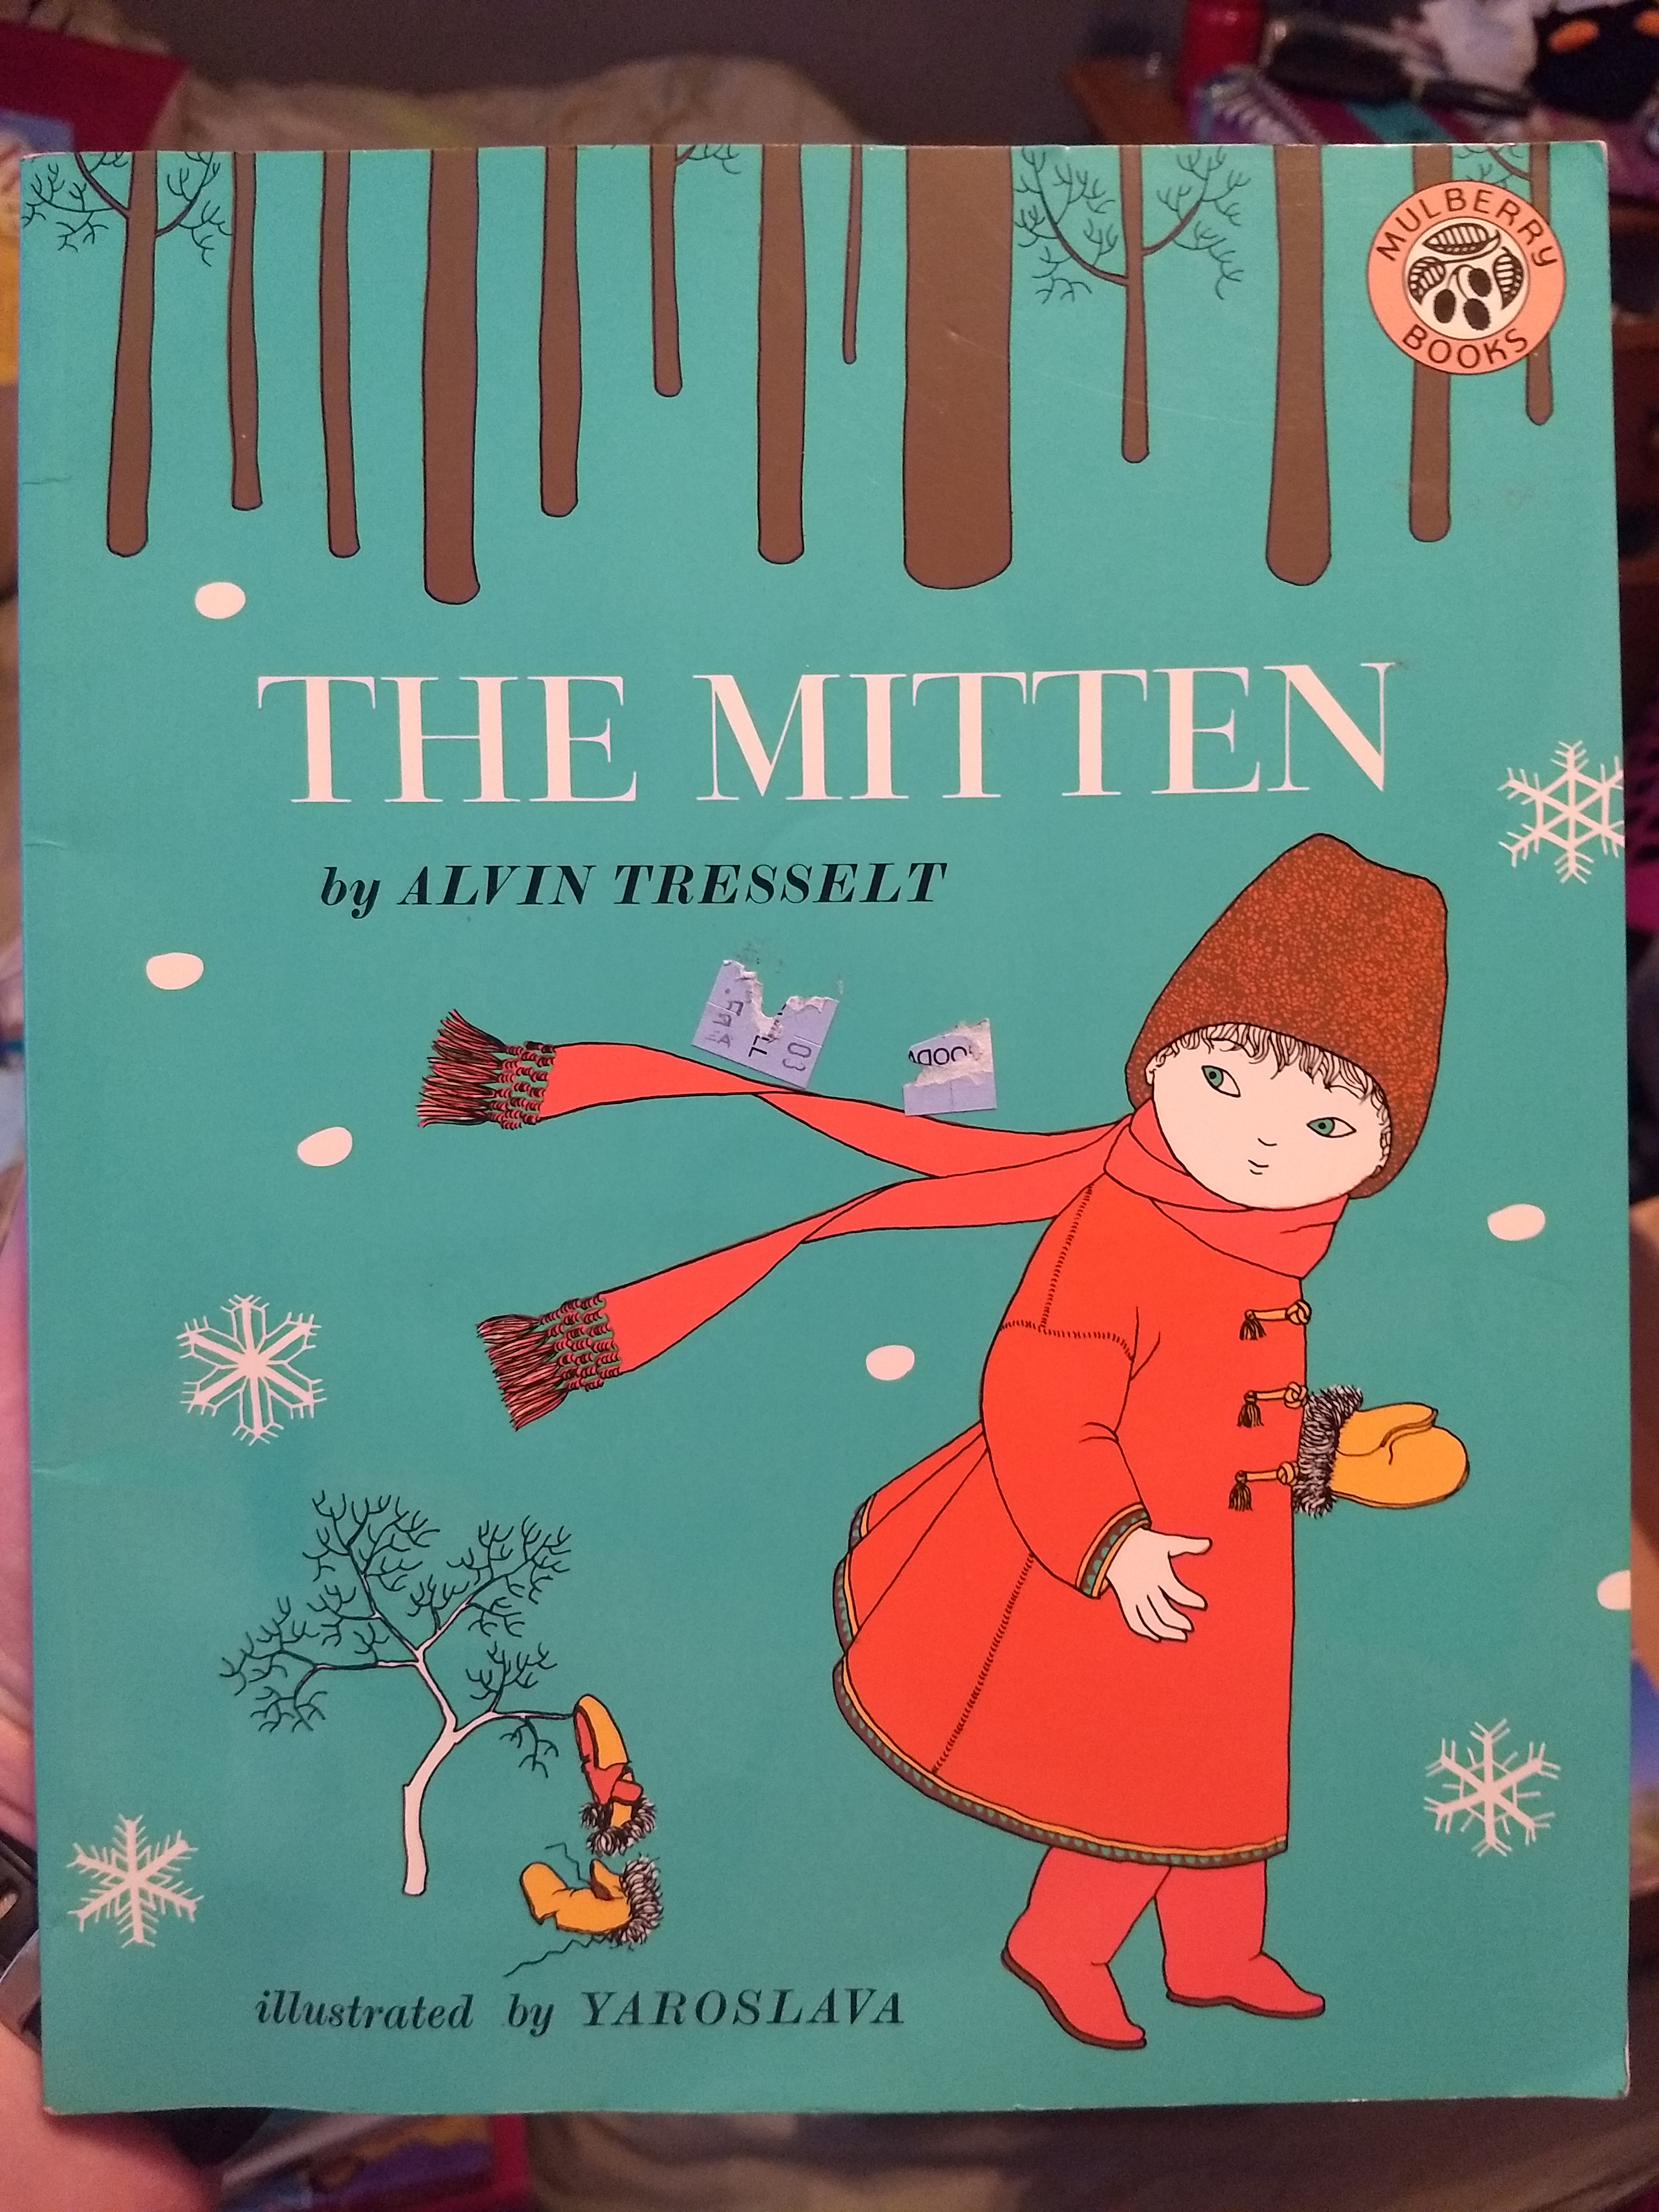 MULBERRY
BOOKS
THE MITTEN
by ALVIN TRESSELT
illustrated by YAROSLAVA